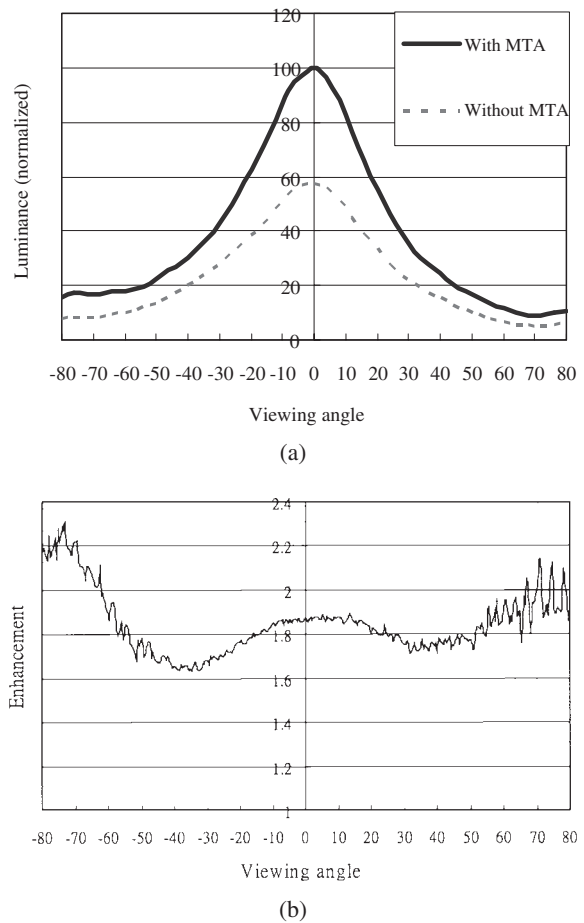 120
100
80
60
40
20
0
With MTA
Without MTA
Luminance (normalized)
-80 -70 -60 -50 -40 -30 -20 -10 0 10 20 30 40 50 60 70 80
Viewing angle
(a)
2.4
2.2
2
1.8
1.6
1.4
1.2
1
Enhancement
-80 -70 -60 -50 -40 -30 -20 -10 0 10 20 30 40 50 60 70 80
Viewing angle
(b)